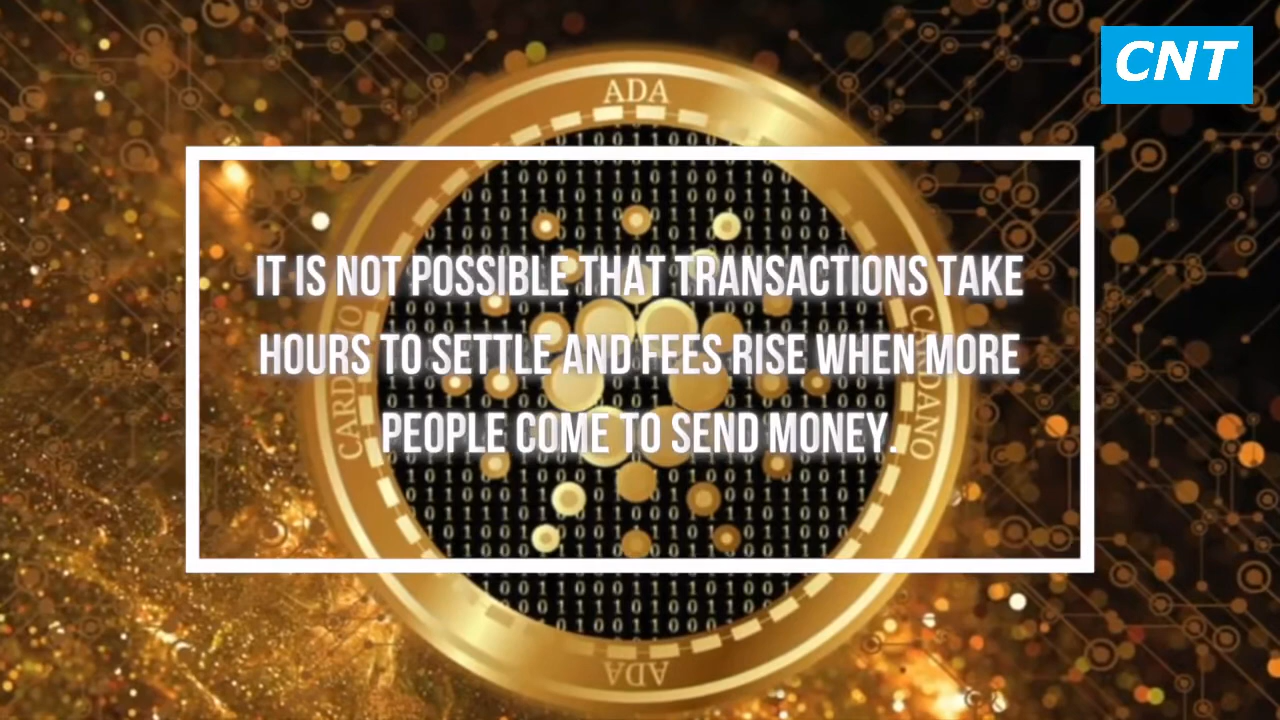 CNT
ADA
IT IS NOT POSSIBLE THAT TRANSACTIONS TAKE
HOURS TO SETTLE AND FEES RISE WHEN MORE
PEOPLE COME TO SEND MONEY.
CARDANO
CARDANO
ADA